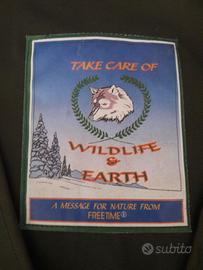 TAKE CARE OF
WILDLIFE
&
EARTH
A MESSAGE FOR NATURE FROM
FREETIME®
subito